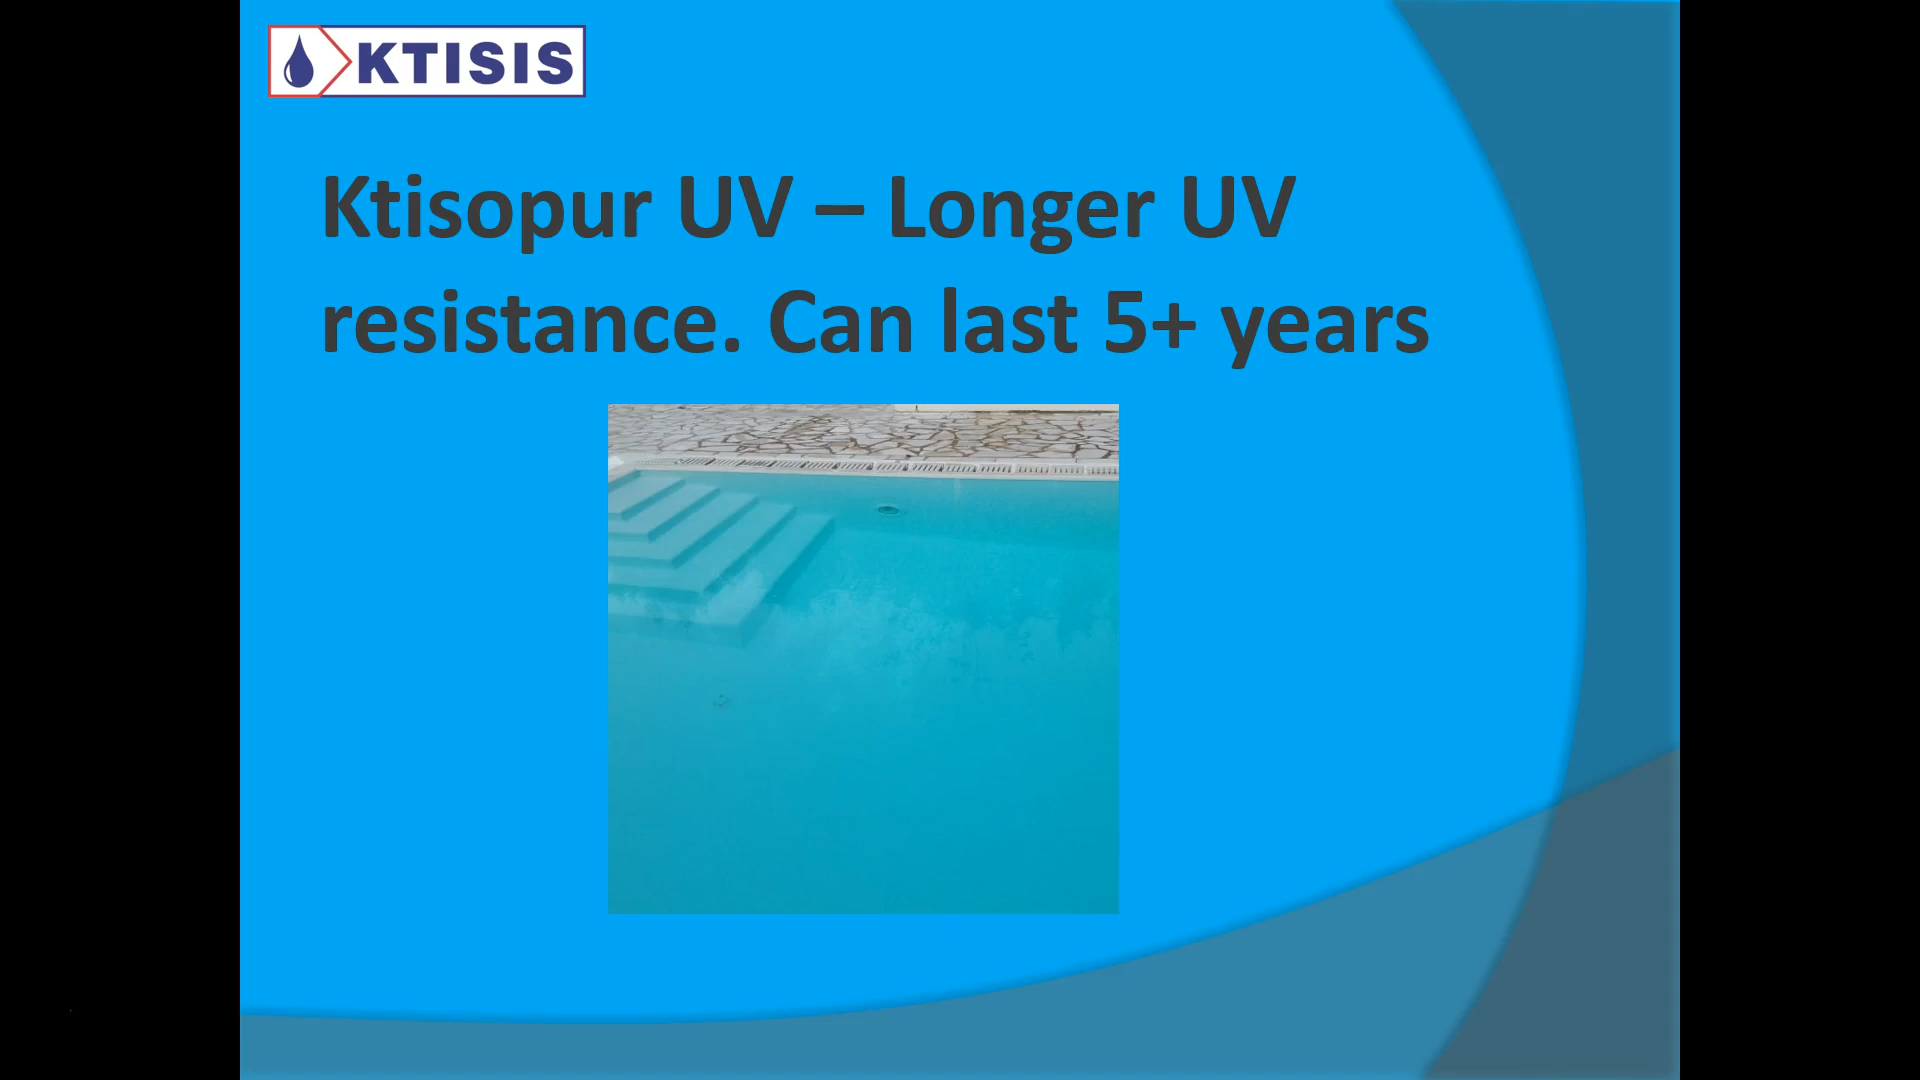 KTISIS
Ktisopur UV – Longer UV
resistance. Can last 5+ years